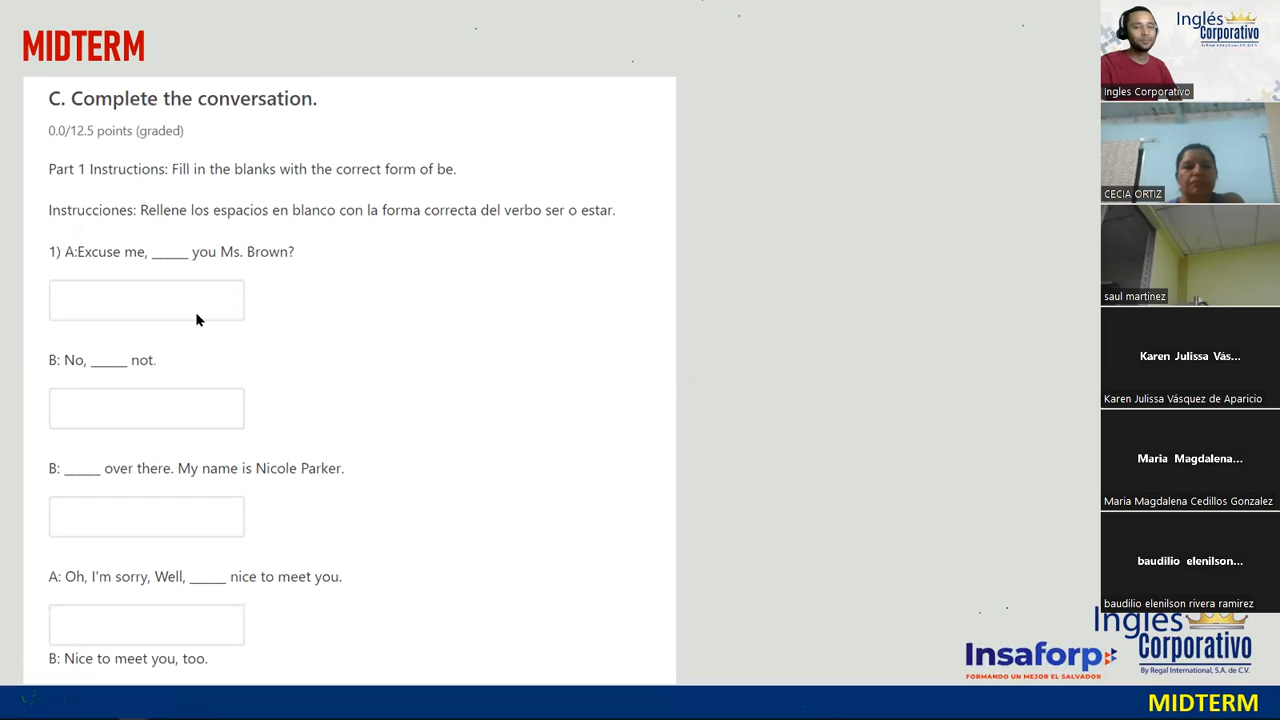 MIDTERM
C. Complete the conversation.
0.0/12.5 points (graded)
Part 1 Instructions: Fill in the blanks with the correct form of be.
Instrucciones: Rellene los espacios en blanco con la forma correcta del verbo ser o estar.
1) A:Excuse me, _____ you Ms. Brown?
B: No, _____ not.
B: _____ over there. My name is Nicole Parker.
A: Oh, I'm sorry, Well, _____ nice to meet you.
B: Nice to meet you, too.
Inglés
Corporativo
By Regal International, S.A. de C.V.
Ingles Corporativo
CECIA ORTIZ
saul martinez
Karen Julissa Vás...
Karen Julissa Vásquez de Aparicio
Maria Magdalena...
Maria Magdalena Cedillos Gonzalez
baudilio elenilson...
baudilio elenilson rivera ramirez
Insaforp
FORMANDO UN MEJOR EL SALVADOR
Inglés
Corporativo
By Regal International, S.A. de C.V.
MIDTERM